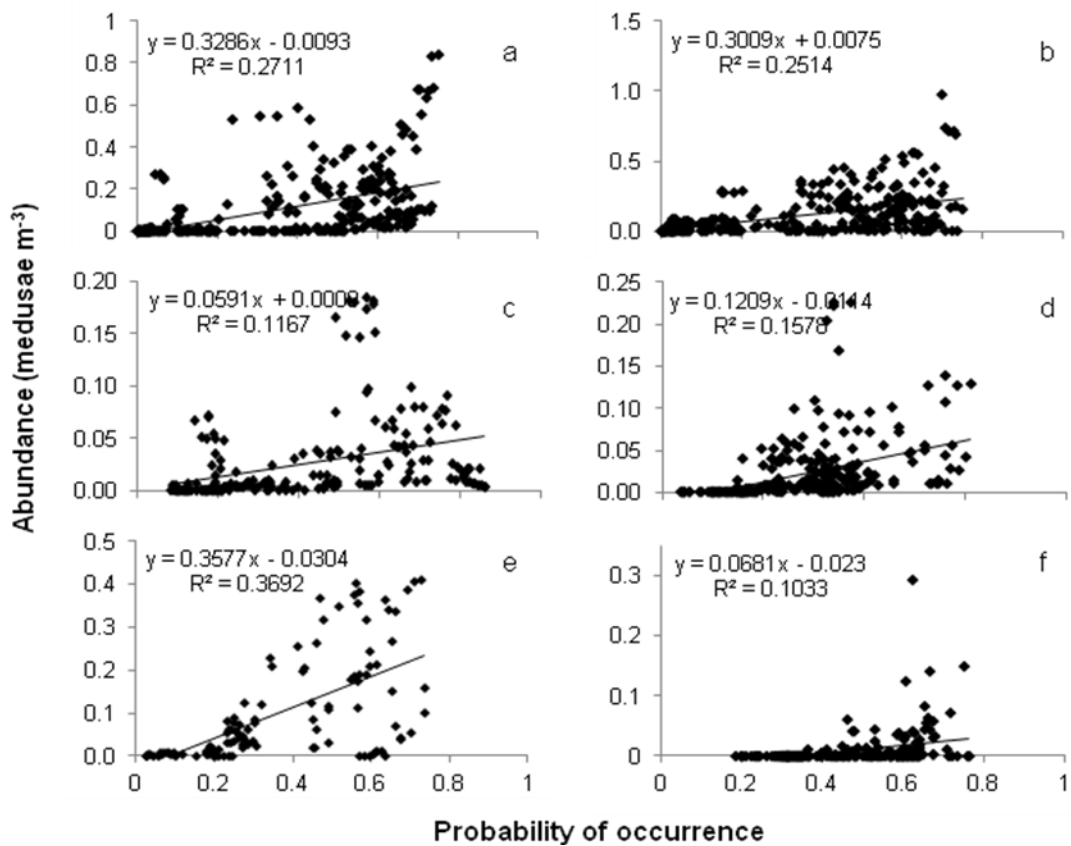 Abundance (medusae m⁻³)
1
0.8
0.6
0.4
0.2
0
y = 0.3286x - 0.0093
R² = 0.2711
a
1.5
1.0
0.5
0.0
y = 0.3009x + 0.0075
R² = 0.2514
b
0.20
0.15
0.10
0.05
0.00
y = 0.0591x +
R² = 0.1167
c
0.25
0.20
0.15
0.10
0.05
0.00
y = 0.1209x - 0.0114
R² = 0.1578
d
0.5
0.4
0.3
0.2
0.1
0.0
y = 0.3577x - 0.0304
R² = 0.3692
e
0 0.2 0.4 0.6 0.8 1
0.3
0.2
0.1
0
y = 0.0681x - 0.023
R² = 0.1033
f
0 0.2 0.4 0.6 0.8 1
Probability of occurrence